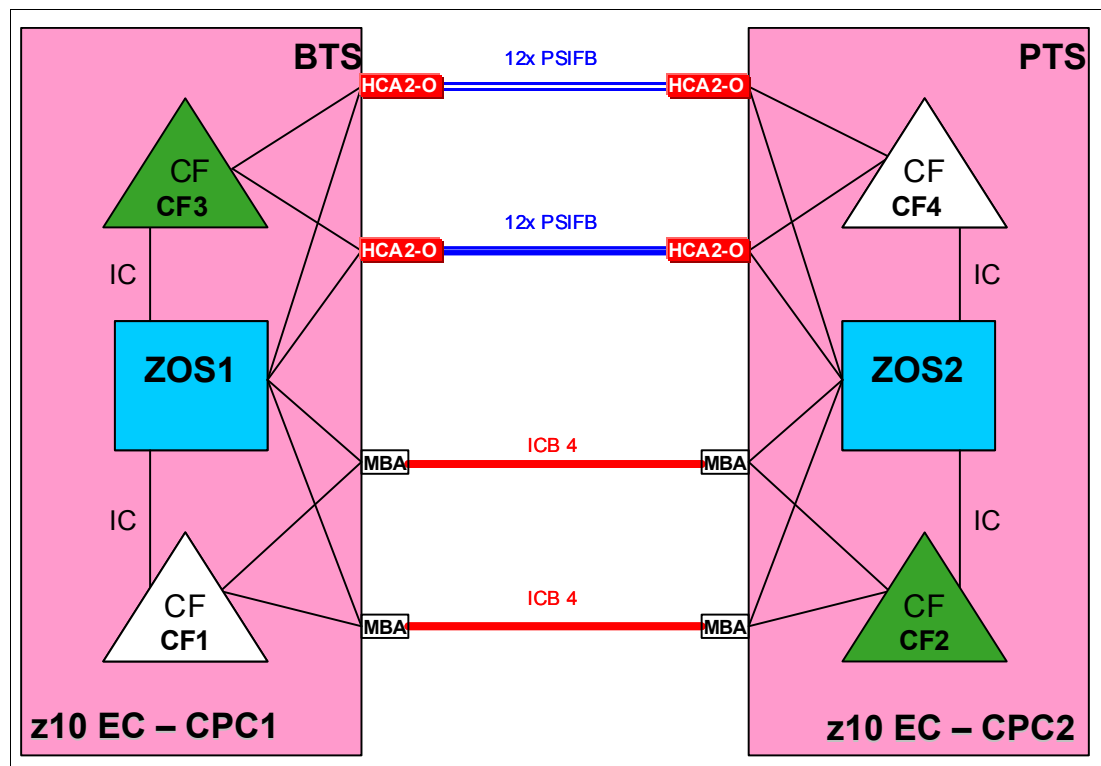 BTS
12x PSIFB
PTS
HCA2-O
HCA2-O
CF
CF3
CF
CF4
12x PSIFB
HCA2-O
HCA2-O
IC
IC
ZOS1
ZOS2
ICB 4
MBA
MBA
IC
IC
CF
CF1
ICB 4
CF
CF2
MBA
MBA
z10 EC – CPC1
z10 EC – CPC2